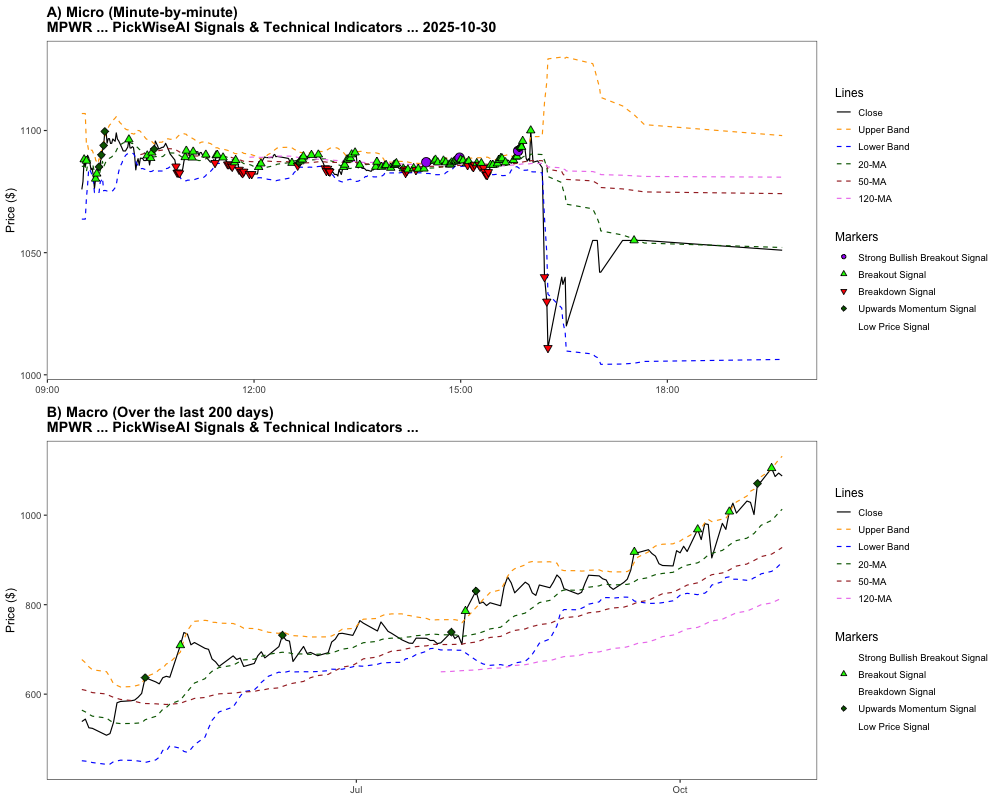 A) Micro (Minute-by-minute)
MPWR ... PickWiseAI Signals & Technical Indicators ... 2025-10-30
Price ($)
1100
1050
1000
09:00
12:00
15:00
18:00
Lines
Close
Upper Band
Lower Band
20-MA
50-MA
120-MA
Markers
Strong Bullish Breakout Signal
Breakout Signal
Breakdown Signal
Upwards Momentum Signal
Low Price Signal
B) Macro (Over the last 200 days)
MPWR ... PickWiseAI Signals & Technical Indicators ...
Price ($)
1000
800
600
Jul
Oct
Lines
Close
Upper Band
Lower Band
20-MA
50-MA
120-MA
Markers
Strong Bullish Breakout Signal
Breakout Signal
Breakdown Signal
Upwards Momentum Signal
Low Price Signal